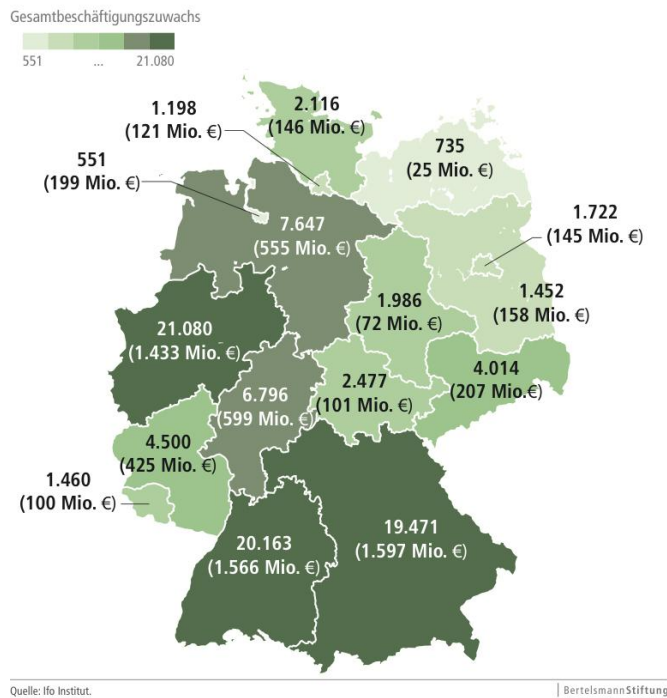 Gesamtbeschäftigungszuwachs
551 ... 21.080
2.116
(146 Mio. €)
1.198
(121 Mio. €)
735
(25 Mio. €)
551
(199 Mio. €)
7.647
(555 Mio. €)
1.722
(145 Mio. €)
1.452
(158 Mio. €)
1.986
(72 Mio. €)
21.080
(1.433 Mio. €)
4.014
(207 Mio.€)
2.477
(101 Mio. €)
6.796
(599 Mio. €)
4.500
(425 Mio. €)
1.460
(100 Mio. €)
19.471
(1.597 Mio. €)
20.163
(1.566 Mio. €)
Quelle: Ifo Institut.
BertelsmannStiftung